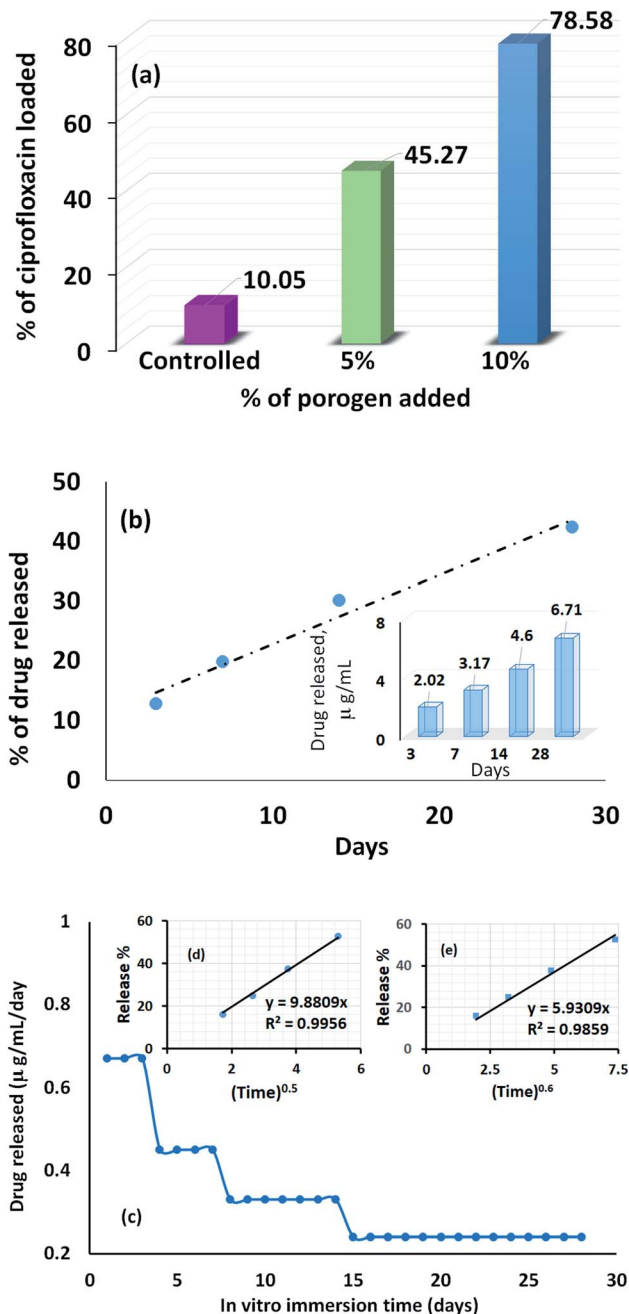 (a)
% of ciprofloxacin loaded
80
60
40
20
0
10.05
45.27
78.58
Controlled 5% 10%
% of porogen added
(b)
% of drug released
50
40
30
20
10
0
0 10 20 30
Days
Drug released,
μ g/mL
8
4
0
2.02
3.17
4.6
6.71
3 7 14 28
Days
Drug released (μ g/mL/day
1
0.8
0.6
0.4
0.2
(c)
0 5 10 15 20 25 30
In vitro immersion time (days)
(d)
Release %
60
40
20
0
y = 9.8809x
R² = 0.9956
0 2 4 6
(Time)0.5
(e)
Release %
60
40
20
0
y = 5.9309x
R² = 0.9859
0 2.5 5 7.5
(Time)0.6